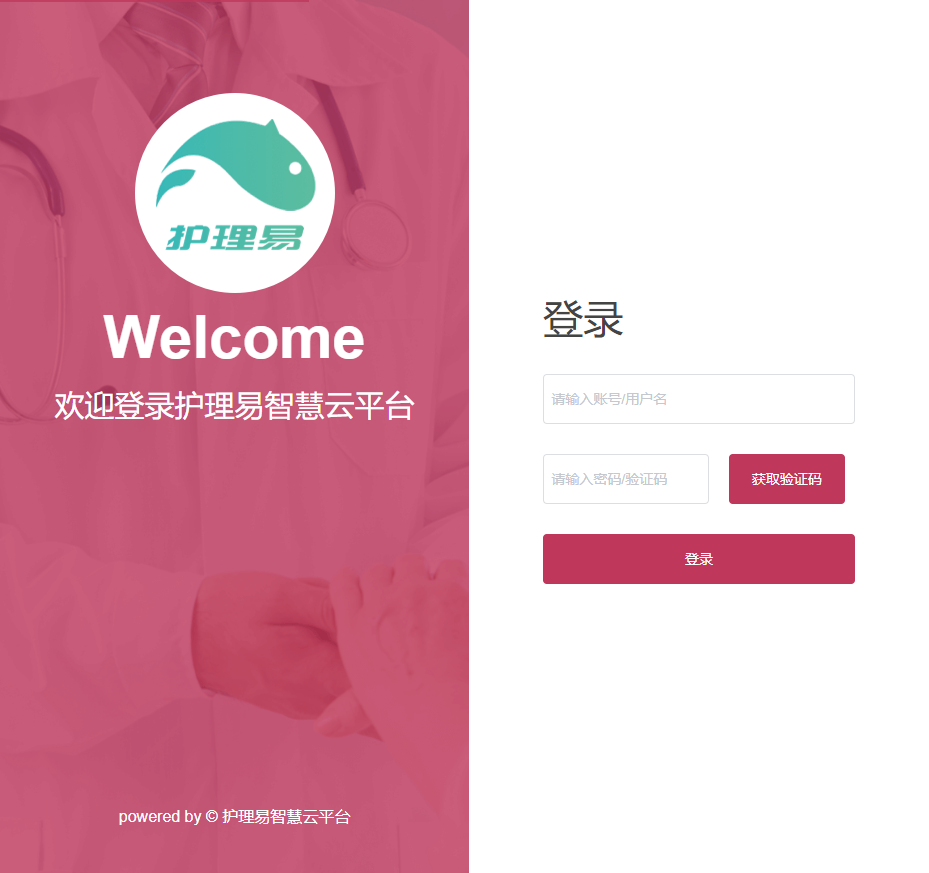 护理易
Welcome
欢迎登录护理易智慧云平台
powered by © 护理易智慧云平台
登录
请输入账号/用户名
请输入密码/验证码 获取验证码
登录